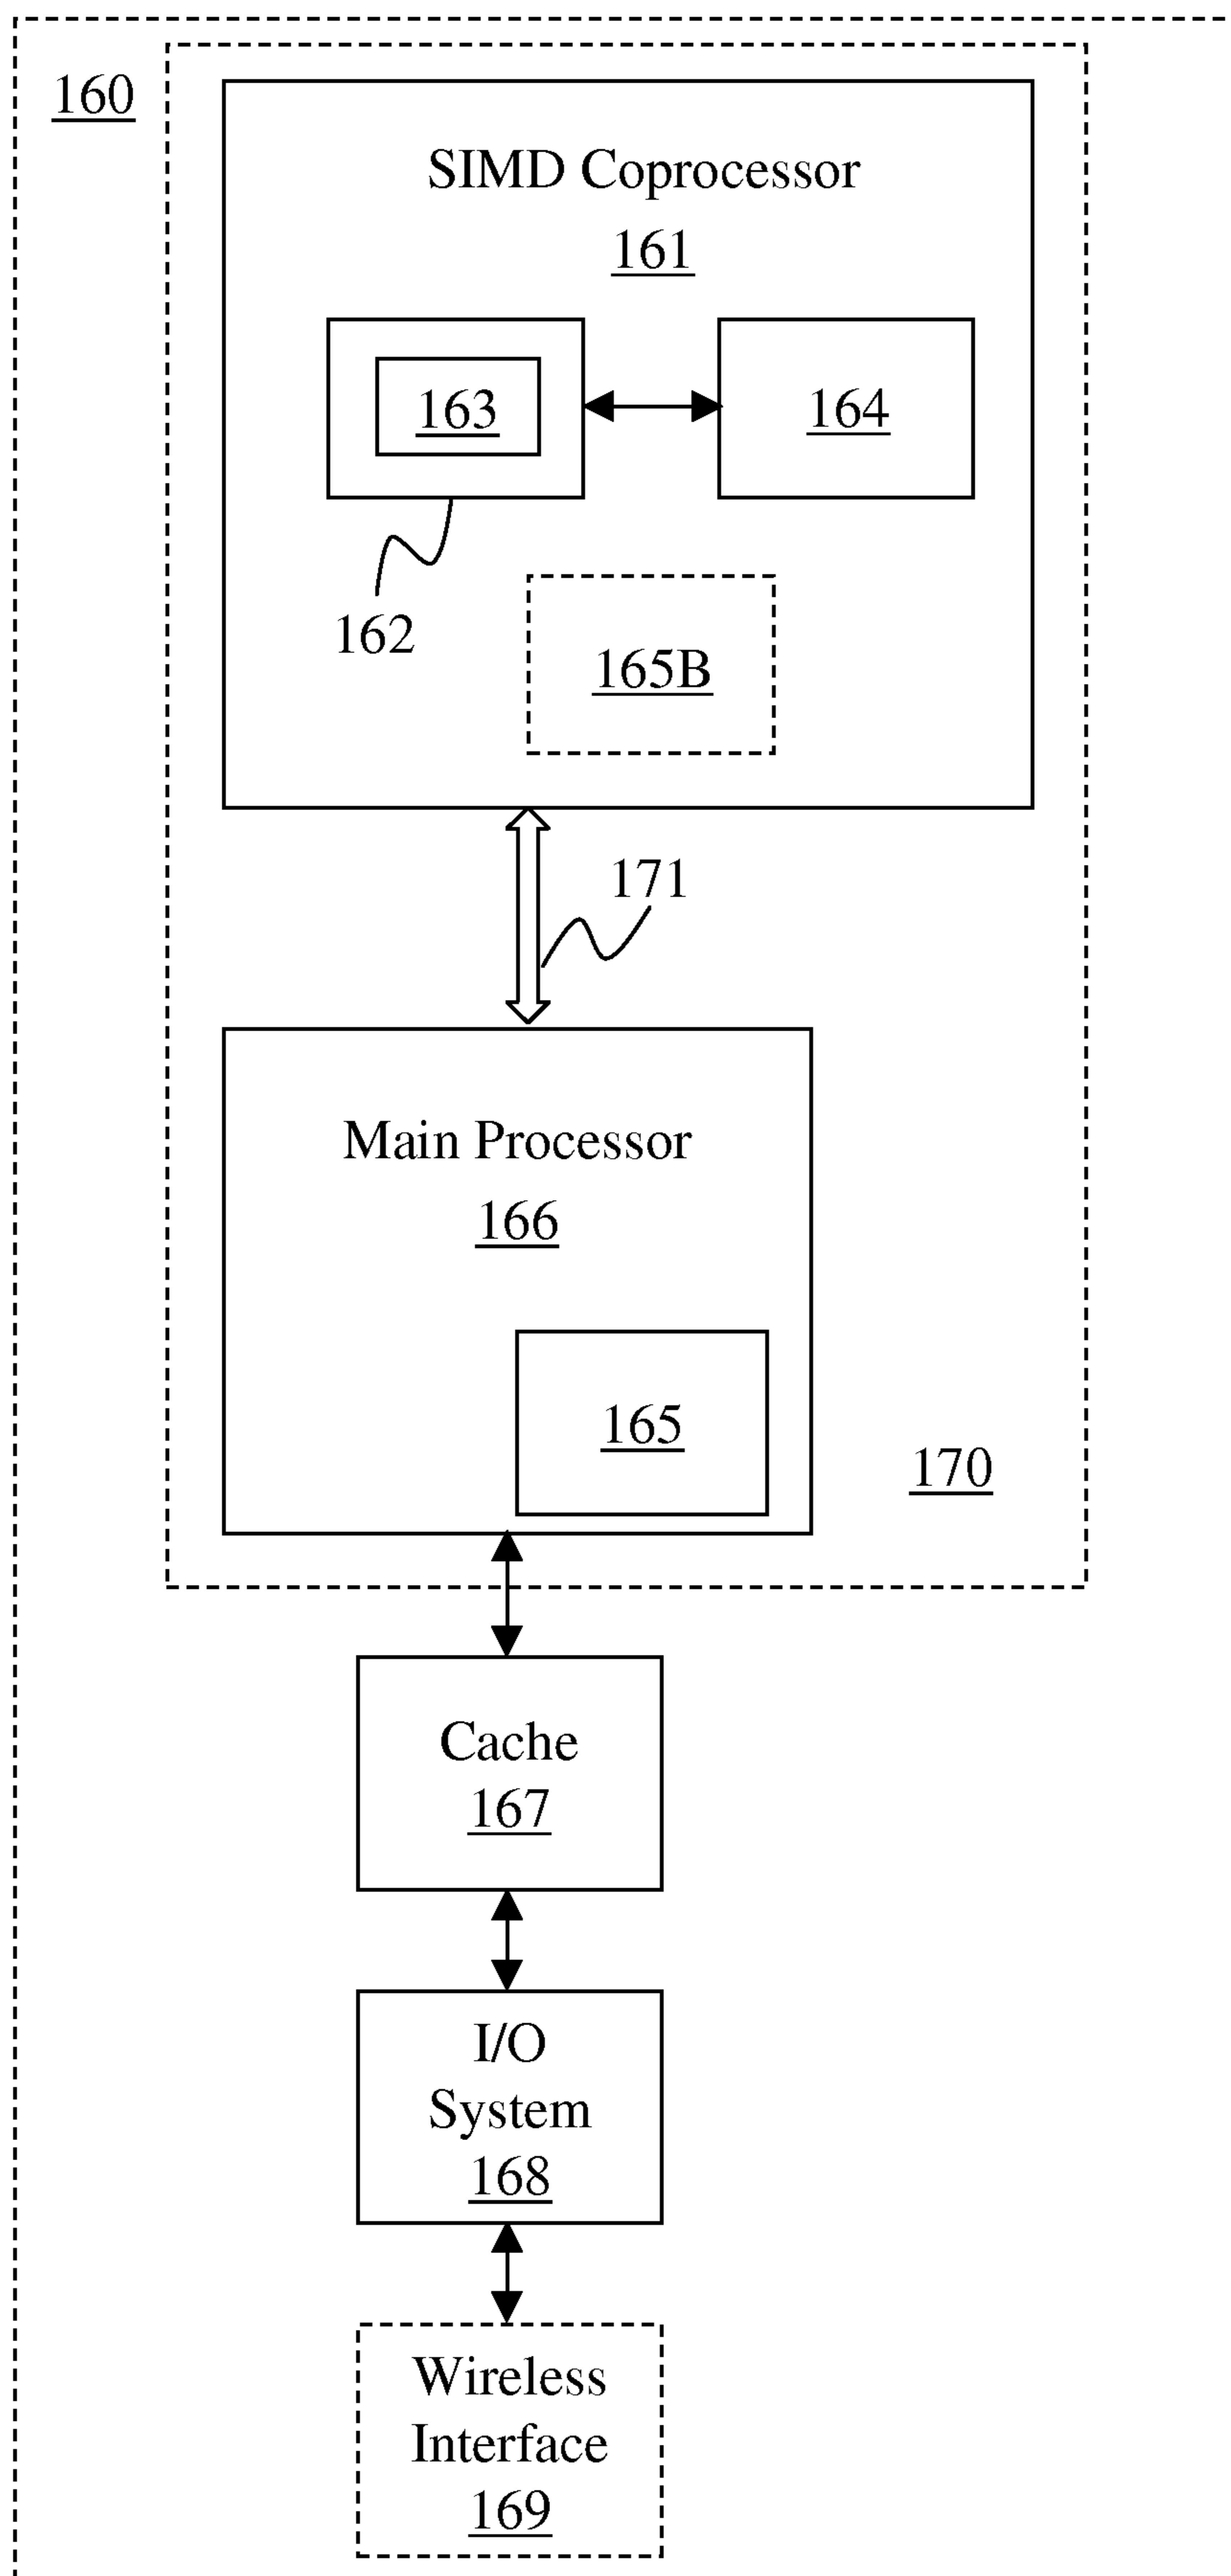 160
SIMD Coprocessor
161
163
164
162
165B
171
Main Processor
166
165
170
Cache
167
I/O
System
168
Wireless
Interface
169